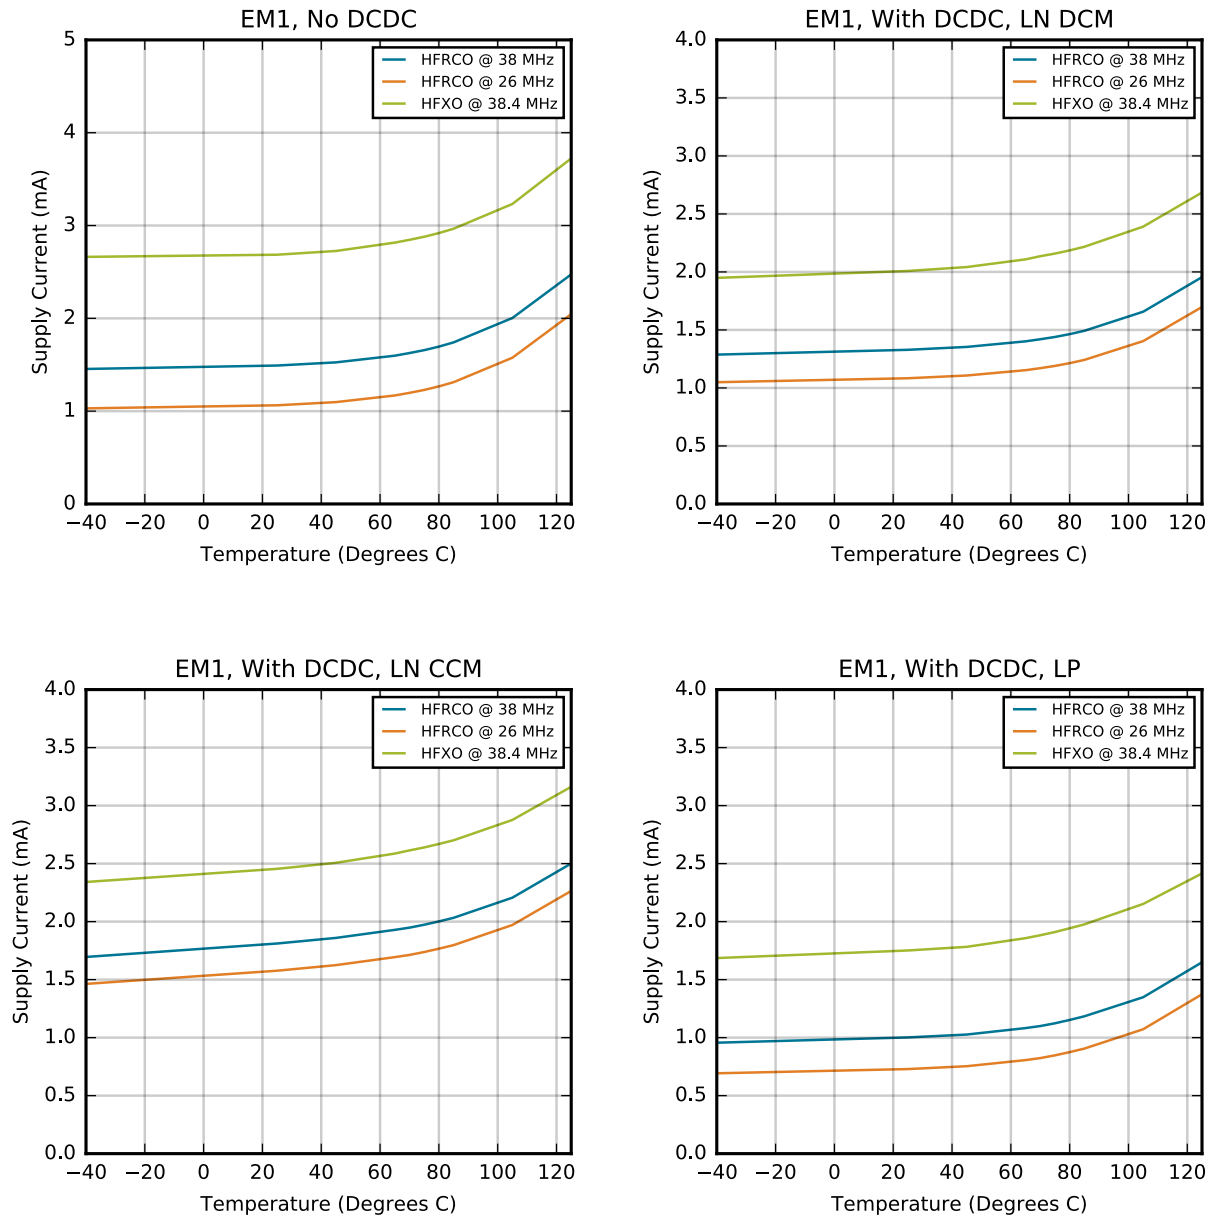 EM1, No DCDC
5
4
3
2
1
0
Supply Current (mA)
HFRCO @ 38 MHz
HFRCO @ 26 MHz
HFXO @ 38.4 MHz
−40 −20 0 20 40 60 80 100 120
Temperature (Degrees C)
EM1, With DCDC, LN DCM
4.0
3.5
3.0
2.5
2.0
1.5
1.0
0.5
0.0
Supply Current (mA)
HFRCO @ 38 MHz
HFRCO @ 26 MHz
HFXO @ 38.4 MHz
−40 −20 0 20 40 60 80 100 120
Temperature (Degrees C)
EM1, With DCDC, LN CCM
4.0
3.5
3.0
2.5
2.0
1.5
1.0
0.5
0.0
Supply Current (mA)
HFRCO @ 38 MHz
HFRCO @ 26 MHz
HFXO @ 38.4 MHz
−40 −20 0 20 40 60 80 100 120
Temperature (Degrees C)
EM1, With DCDC, LP
4.0
3.5
3.0
2.5
2.0
1.5
1.0
0.5
0.0
Supply Current (mA)
HFRCO @ 38 MHz
HFRCO @ 26 MHz
HFXO @ 38.4 MHz
−40 −20 0 20 40 60 80 100 120
Temperature (Degrees C)